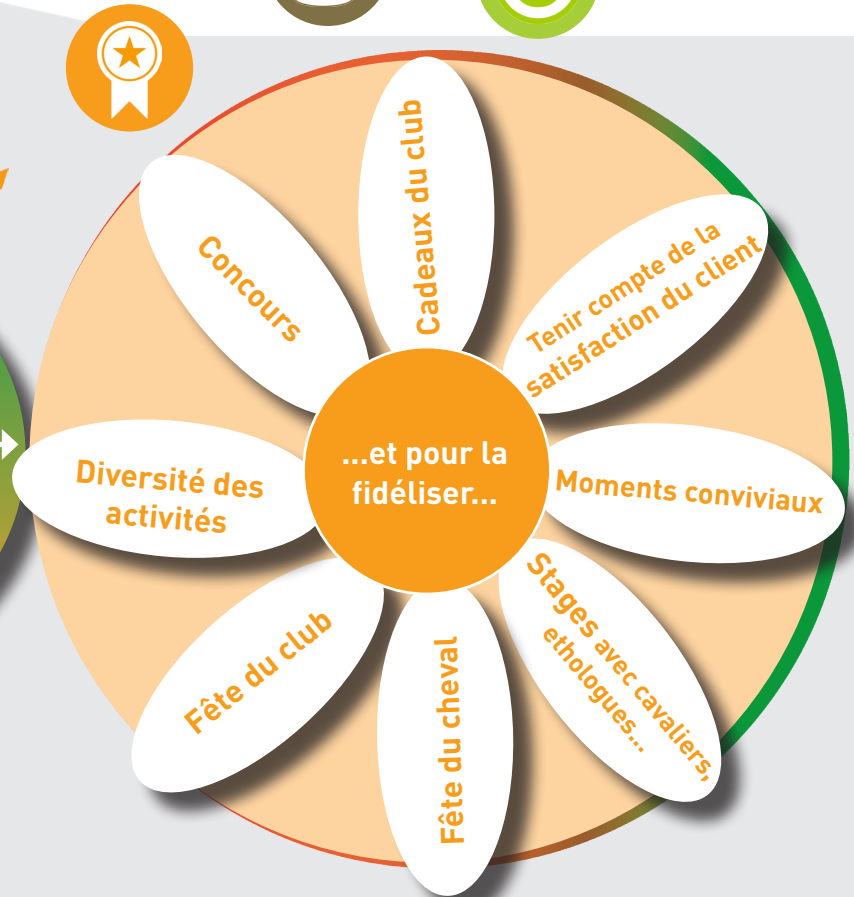 ...et pour la
fidéliser...
Cadeaux du club
Tenir compte de la
satisfaction du client
Moments conviviaux
Stages avec cavaliers,
ethologues...
Fête du cheval
Fête du club
Diversité des
activités
Concours